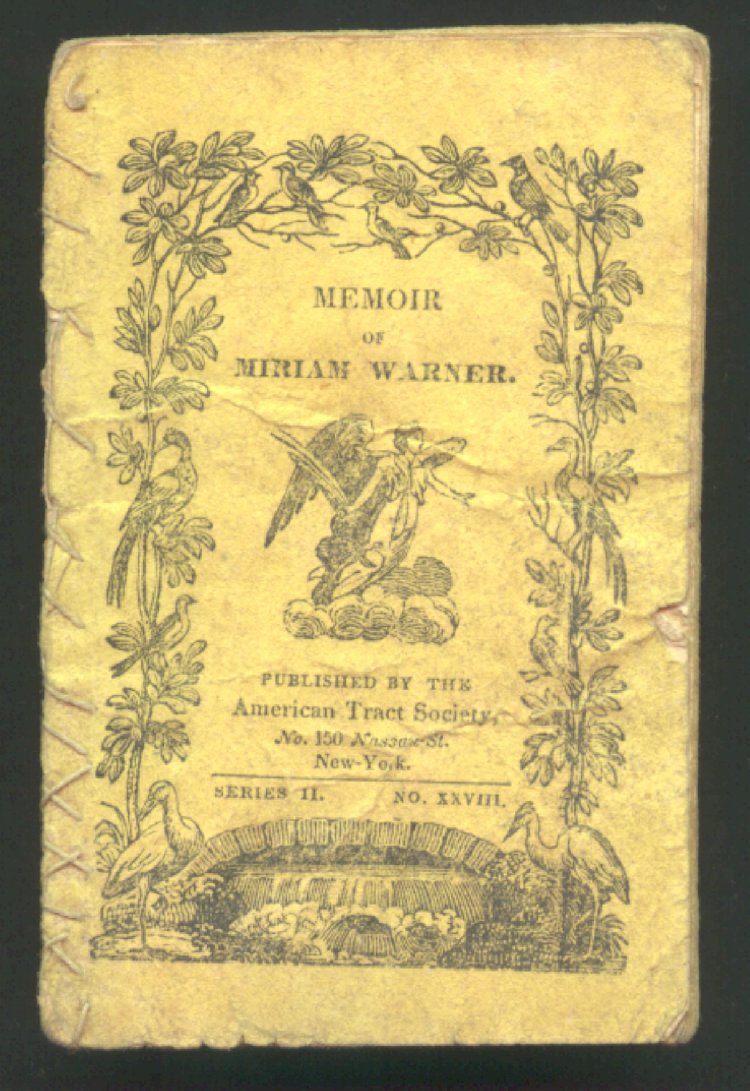 MEMOIR
OF
MIRIAM WARNER.
PUBLISHED BY THE
American Tract Society,
No. 150 Nassau-St.
New-York.
SERIES II. NO. XXVIII.